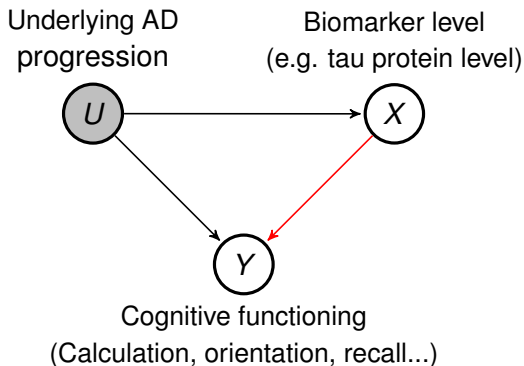 Underlying AD
progression
Biomarker level
(e.g. tau protein level)
U
X
Y
Cognitive functioning
(Calculation, orientation, recall...)